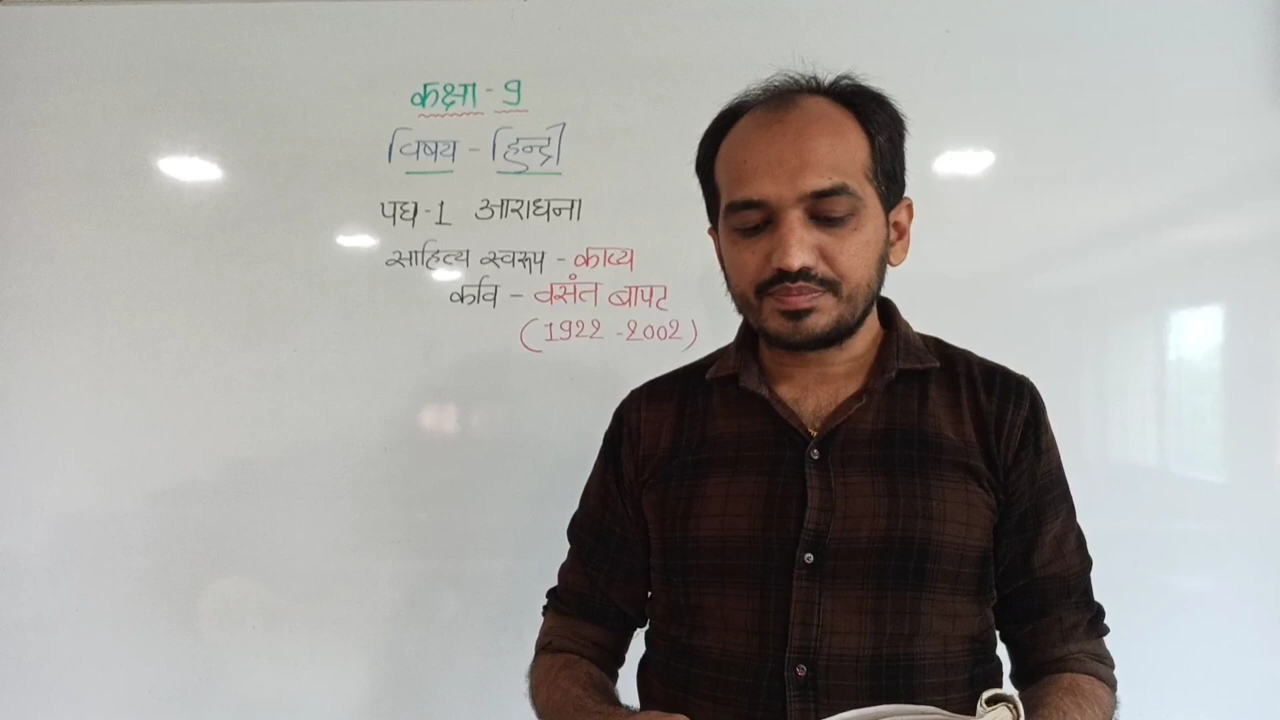 कक्षा - 9
विषय - हिन्दी
पद्य -1 आराधना
साहित्य स्वरूप - काव्य
कवि - वसंत बापट
(1922 -2002)